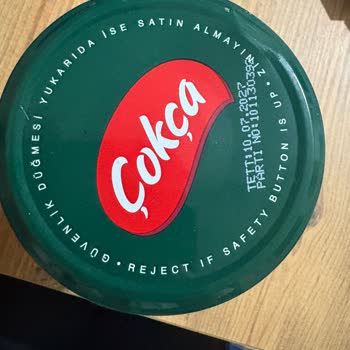 GÜVENLİK DÜĞMESİ YUKARIDA İSE SATIN ALMAYINIZ •
REJECT IF SAFETY BUTTON IS UP •
Çokça
TETT:10.07.2027
PARTI NO:101130392